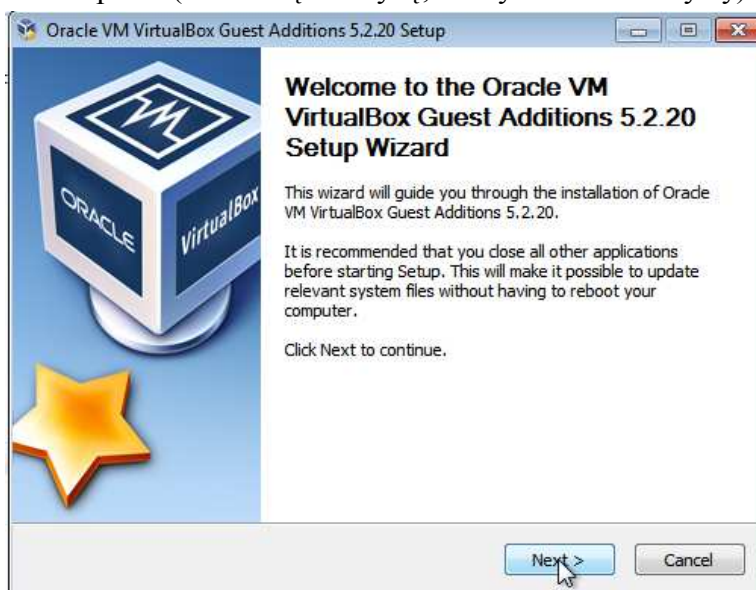 Oracle VM VirtualBox Guest Additions 5.2.20 Setup
ORACLE
VirtualBox
Welcome to the Oracle VM
VirtualBox Guest Additions 5.2.20
Setup Wizard
This wizard will guide you through the installation of Oracle
VM VirtualBox Guest Additions 5.2.20.
It is recommended that you close all other applications
before starting Setup. This will make it possible to update
relevant system files without having to reboot your
computer.
Click Next to continue.
Next >
Cancel